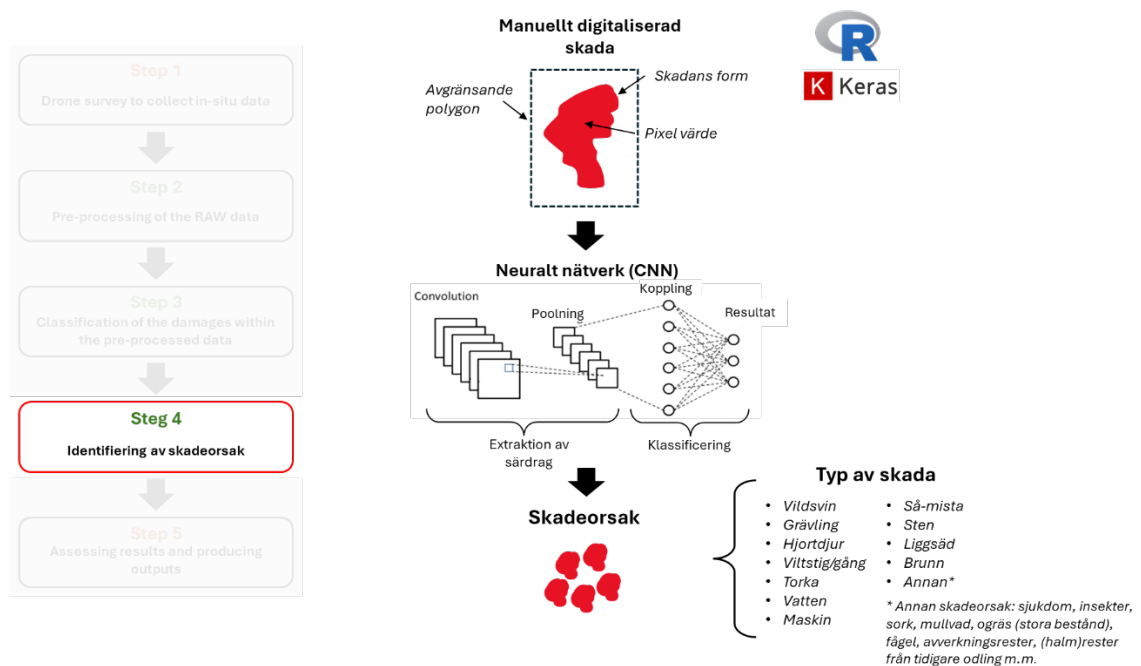 Step 1
Drone survey to collect in-situ data
Step 2
Pre-processing of the RAW data
Step 3
Classification of the damages within
the pre-processed data
Steg 4
Identifiering av skadeorsak
Step 5
Assessing results and producing
outputs
Manuellt digitaliserad
skada
Avgränsande
polygon
Skadans form
Pixel värde
R
K Keras
Neuralt nätverk (CNN)
Convolution
Poolning
Koppling
Resultat
Extraktion av
särdrag
Klassificering
Skadeorsak
Typ av skada
• Vildsvin
• Grävling
• Hjortdjur
• Viltstig/gång
• Torka
• Vatten
• Maskin
• Så-mista
• Sten
• Liggsäd
• Brunn
• Annan*
* Annan skadeorsak: sjukdom, insekter,
sork, mullvad, ogräs (stora bestånd),
fågel, avverkningsrester, (halm)rester
från tidigare odling m.m.